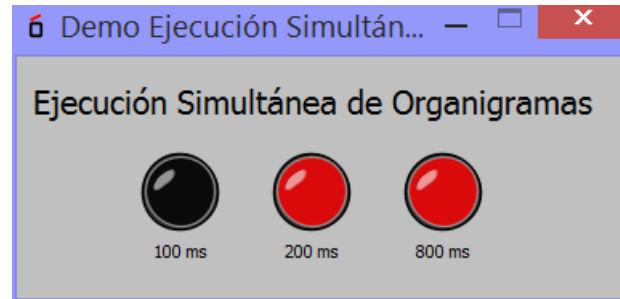 Demo Ejecución Simultán...
Ejecución Simultánea de Organigramas
100 ms 200 ms 800 ms